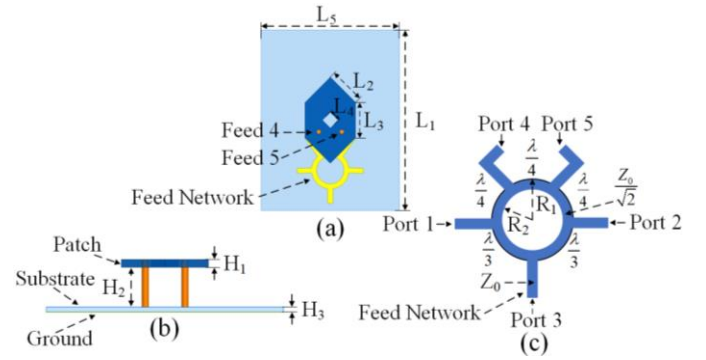 L5
L2
L4
L3
L1
Feed 4
Feed 5
Feed Network
(a)
Patch
H1
H2
Substrate
H3
Ground
(b)
Port 4 Port 5
λ/4
λ/4
λ/4
Z0/√2
R1
R2
Port 1
Port 2
λ/3
λ/3
Z0
Feed Network
Port 3
(c)